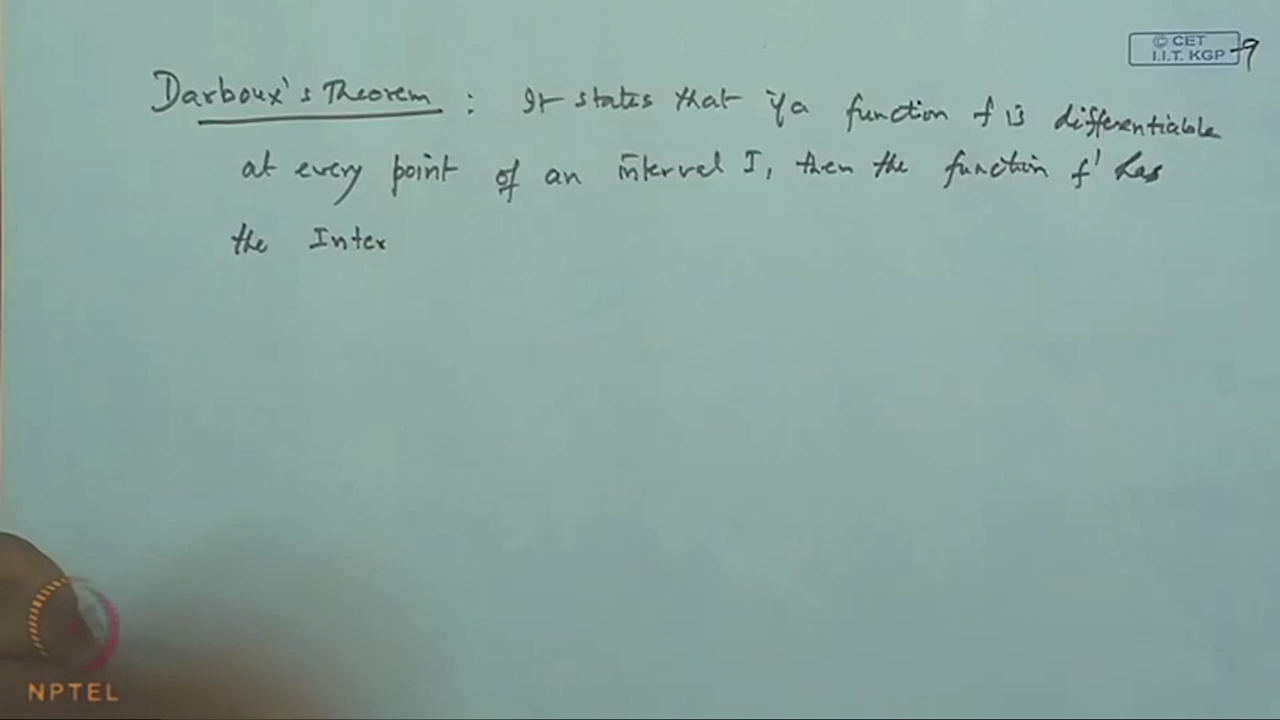 © CET
I.I.T. KGP
9
Darboux's Theorem : It states that if a function f is differentiable
at every point of an interval I, then the function f' has
the Inter
NPTEL